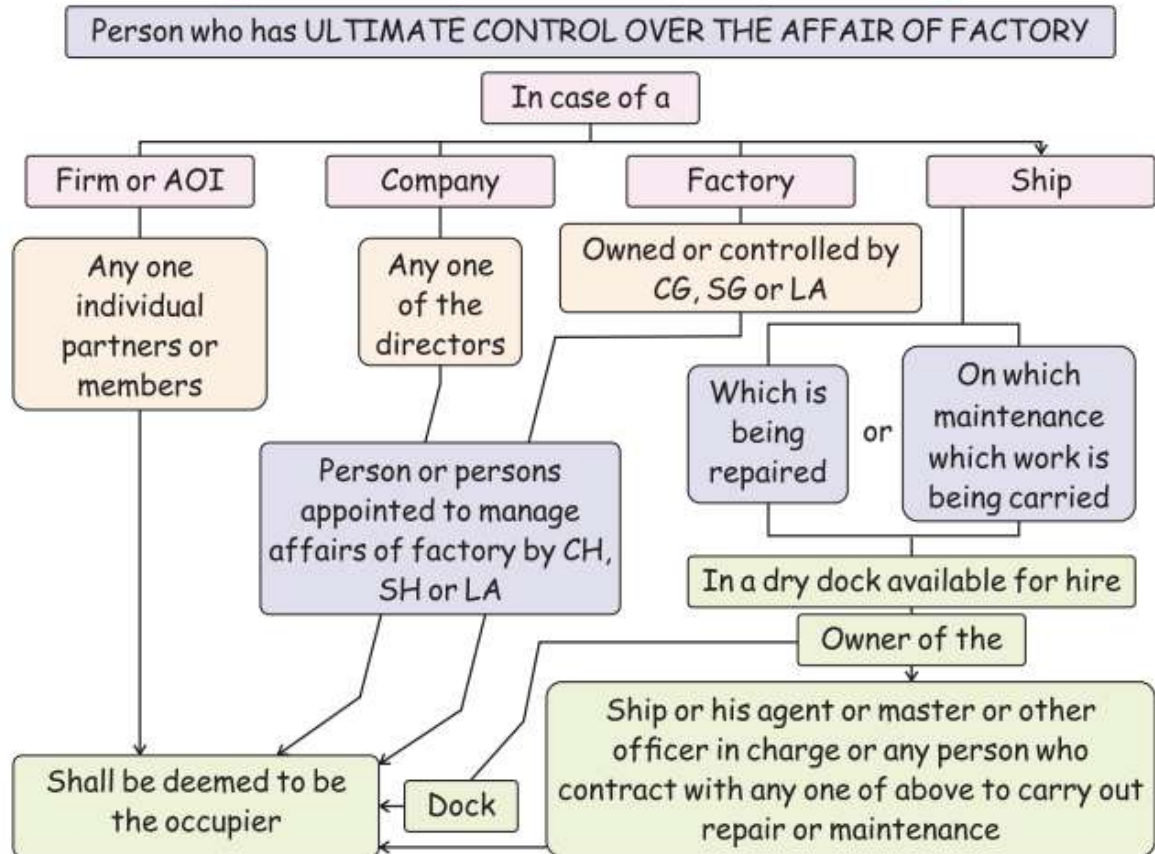 Person who has ULTIMATE CONTROL OVER THE AFFAIR OF FACTORY
In case of a
Firm or AOI
Company
Factory
Ship
Any one
individual
partners or
members
Any one
of the
directors
Owned or controlled by
CG, SG or LA
Which is
being
repaired
or
On which
maintenance
which work is
being carried
Person or persons
appointed to manage
affairs of factory by CH,
SH or LA
In a dry dock available for hire
Owner of the
Ship or his agent or master or other
officer in charge or any person who
contract with any one of above to carry out
repair or maintenance
Dock
Shall be deemed to be
the occupier